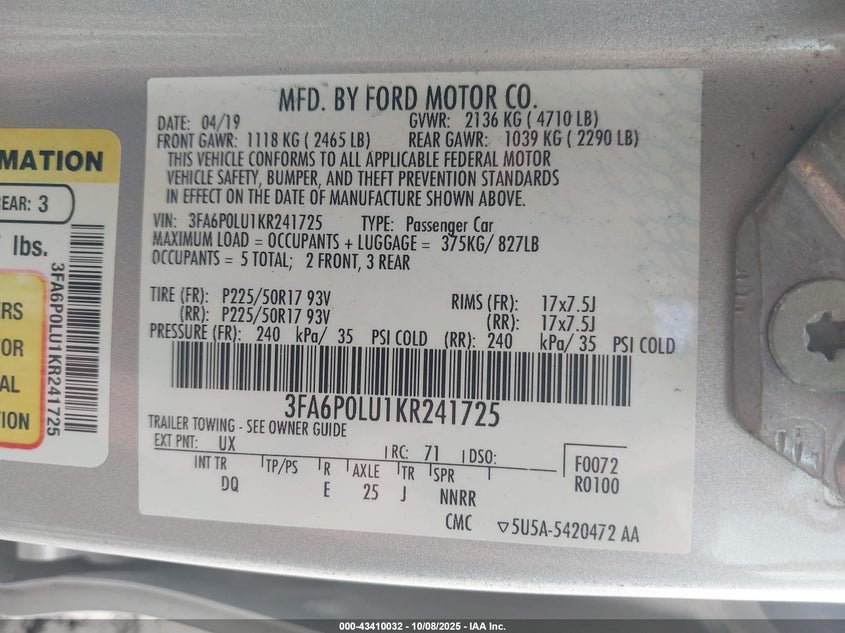 MFD. BY FORD MOTOR CO.
DATE: 04/19 GVWR: 2136 KG ( 4710 LB)
FRONT GAWR: 1118 KG ( 2465 LB) REAR GAWR: 1039 KG ( 2290 LB)
THIS VEHICLE CONFORMS TO ALL APPLICABLE FEDERAL MOTOR
VEHICLE SAFETY, BUMPER, AND THEFT PREVENTION STANDARDS
IN EFFECT ON THE DATE OF MANUFACTURE SHOWN ABOVE.
VIN: 3FA6P0LU1KR241725 TYPE: Passenger Car
MAXIMUM LOAD = OCCUPANTS + LUGGAGE = 375KG/ 827LB
OCCUPANTS = 5 TOTAL; 2 FRONT, 3 REAR
TIRE (FR): P225/50R17 93V RIMS (FR): 17x7.5J
(RR): P225/50R17 93V (RR): 17x7.5J
PRESSURE (FR): 240 kPa/ 35 PSI COLD (RR): 240 kPa/ 35 PSI COLD
3FA6P0LU1KR241725
TRAILER TOWING - SEE OWNER GUIDE
EXT PNT: UX RC: 71 DSO:
INT TR TP/PS R AXLE TR SPR
DQ E 25 J NNRR
F0072
R0100
CMC ▽5U5A-5420472 AA
MATION
EAR: 3
lbs.
3FA6P0LU1KR241725
ERS
TOR
AL
TION
000-43410032 - 10/08/2025 - IAA Inc.